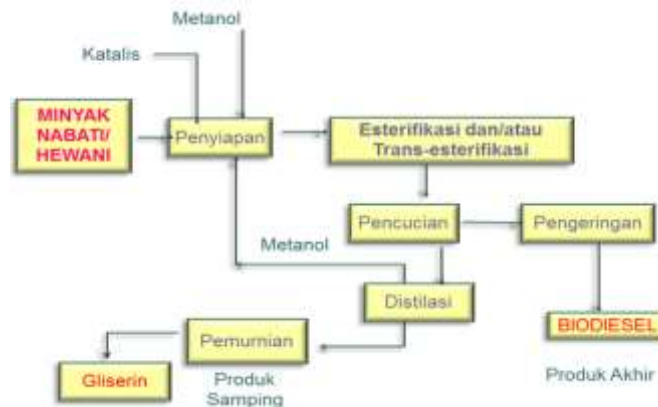 Metanol
Katalis
MINYAK
NABATI/
HEWANI
Penyiapan
Esterifikasi dan/atau
Trans-esterifikasi
Pencucian
Pengeringan
Metanol
Distilasi
BIODIESEL
Pemurnian
Gliserin
Produk
Samping
Produk Akhir